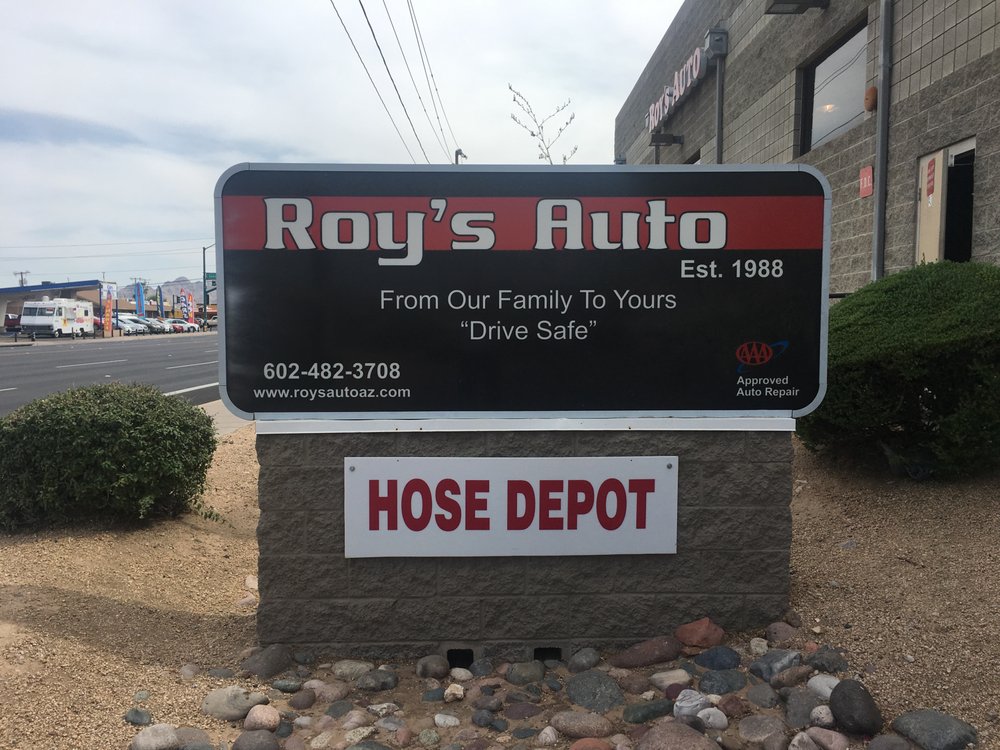 Roy's Auto
Roy's Auto
Est. 1988
From Our Family To Yours
"Drive Safe"
602-482-3708
www.roysautoaz.com
AAA
Approved
Auto Repair
HOSE DEPOT